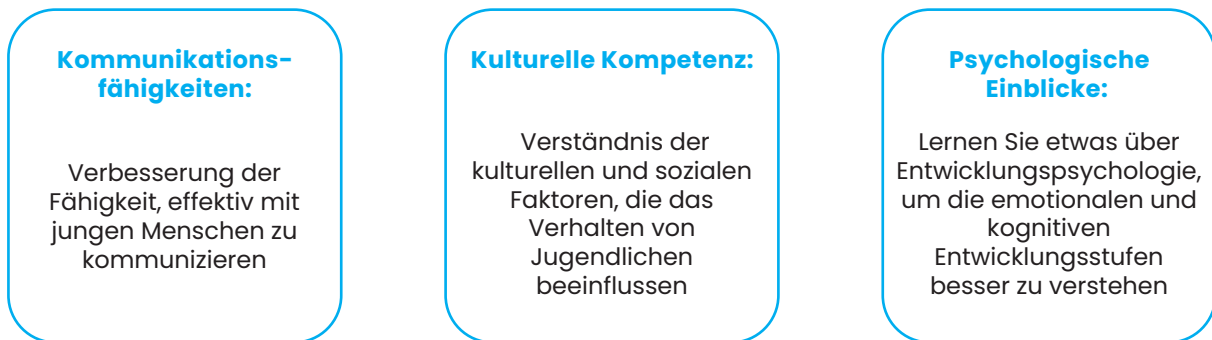 Kommunikations-
fähigkeiten:
Verbesserung der
Fähigkeit, effektiv mit
jungen Menschen zu
kommunizieren
Kulturelle Kompetenz:
Verständnis der
kulturellen und sozialen
Faktoren, die das
Verhalten von
Jugendlichen
beeinflussen
Psychologische
Einblicke:
Lernen Sie etwas über
Entwicklungspsychologie,
um die emotionalen und
kognitiven
Entwicklungsstufen
besser zu verstehen